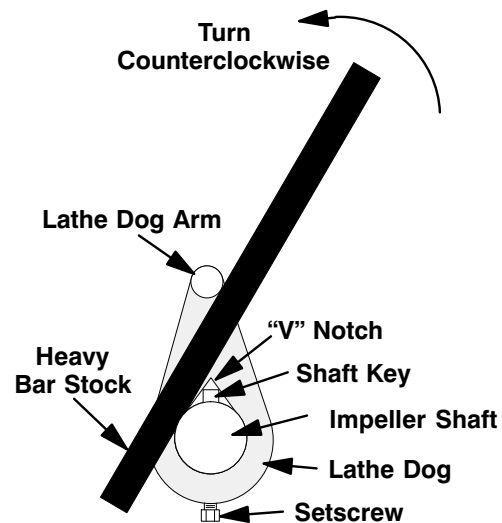 Turn
Counterclockwise
Lathe Dog Arm
“V” Notch
Heavy
Bar Stock
Shaft Key
Impeller Shaft
Lathe Dog
Setscrew